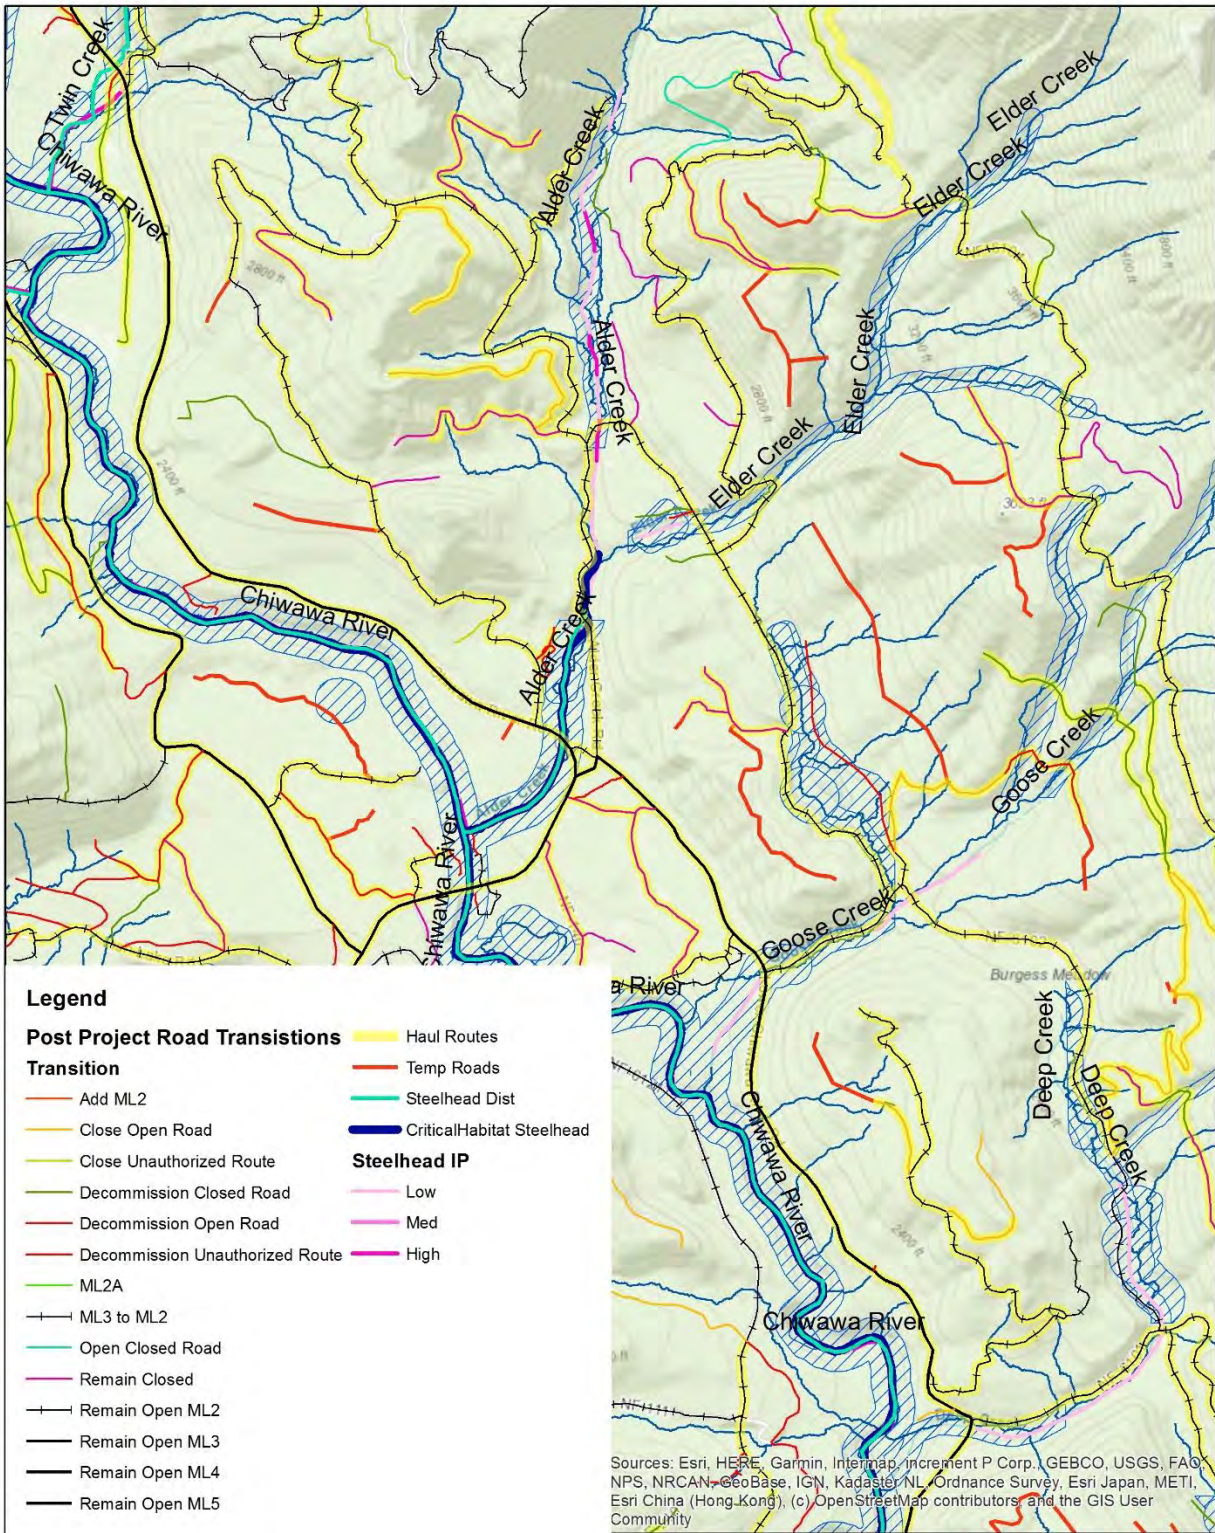 O Twin Creek
Chiwawa River
Alder Creek
Elder Creek
Elder Creek
2800 ft
Alder Creek
Elder Creek
3200 ft
2800 ft
Elder Creek
2400 ft
Chiwawa River
Alder Creek
Alder Creek
Goose Creek
Chiwawa River
Goose Creek
Burgess Meadow
Deep Creek
Deep Creek
a River
Chiwawa River
2400 ft
Chiwawa River
Legend
Post Project Road Transistions
Transition
Add ML2
Close Open Road
Close Unauthorized Route
Decommission Closed Road
Decommission Open Road
Decommission Unauthorized Route
ML2A
ML3 to ML2
Open Closed Road
Remain Closed
Remain Open ML2
Remain Open ML3
Remain Open ML4
Remain Open ML5
Haul Routes
Temp Roads
Steelhead Dist
CriticalHabitat Steelhead
Steelhead IP
Low
Med
High
Sources: Esri, HERE, Garmin, Intermap, increment P Corp., GEBCO, USGS, FAO,
NPS, NRCAN, GeoBase, IGN, Kadaster NL, Ordnance Survey, Esri Japan, METI,
Esri China (Hong Kong), (c) OpenStreetMap contributors, and the GIS User
Community